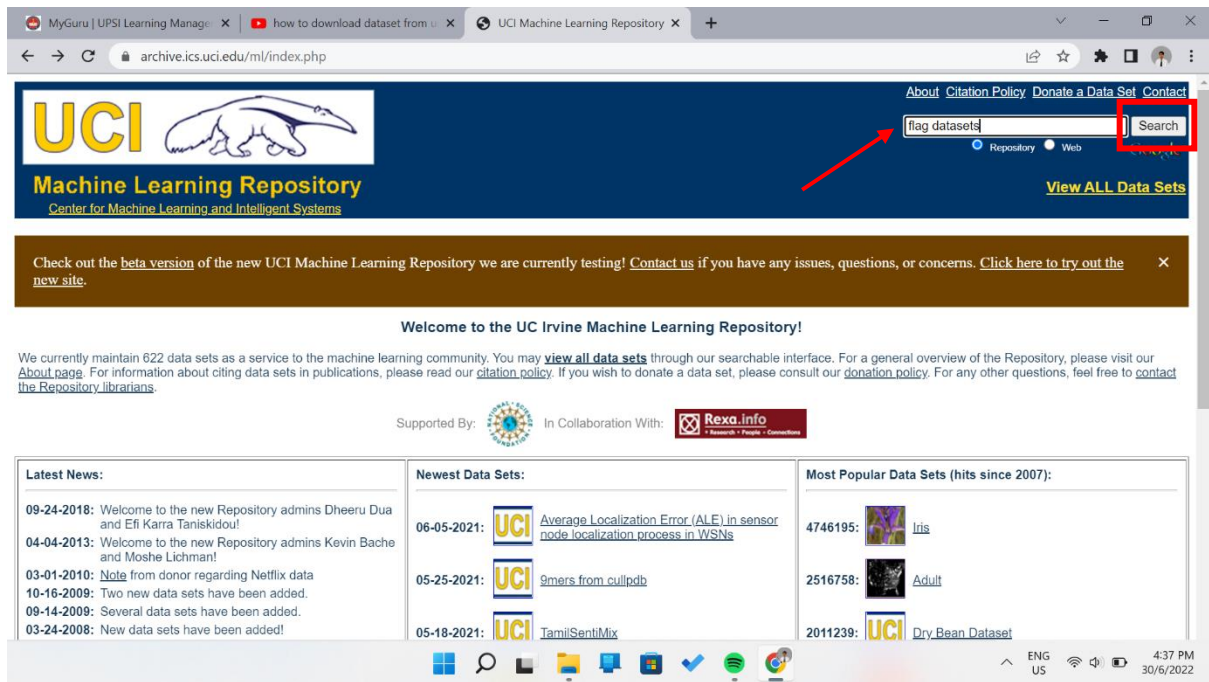 MyGuru | UPSI Learning Manage
how to download dataset from u
UCI Machine Learning Repository
archive.ics.uci.edu/ml/index.php
About Citation Policy Donate a Data Set Contact
UCI
flag datasets
Search
Repository Web
Google
Machine Learning Repository
Center for Machine Learning and Intelligent Systems
View ALL Data Sets
Check out the beta version of the new UCI Machine Learning Repository we are currently testing! Contact us if you have any issues, questions, or concerns. Click here to try out the
new site.
Welcome to the UC Irvine Machine Learning Repository!
We currently maintain 622 data sets as a service to the machine learning community. You may view all data sets through our searchable interface. For a general overview of the Repository, please visit our
About page. For information about citing data sets in publications, please read our citation policy. If you wish to donate a data set, please consult our donation policy. For any other questions, feel free to contact
the Repository librarians.
Supported By:
NATIONAL SCIENCE FOUNDATION
In Collaboration With:
Rexa.info
Research • People • Connections
Latest News:
09-24-2018: Welcome to the new Repository admins Dheeru Dua
and Efi Karra Taniskidou!
04-04-2013: Welcome to the new Repository admins Kevin Bache
and Moshe Lichman!
03-01-2010: Note from donor regarding Netflix data
10-16-2009: Two new data sets have been added.
09-14-2009: Several data sets have been added.
03-24-2008: New data sets have been added!
Newest Data Sets:
06-05-2021: UCI Average Localization Error (ALE) in sensor
node localization process in WSNs
05-25-2021: UCI 9mers from cullpdb
05-18-2021: UCI TamilSentiMix
Most Popular Data Sets (hits since 2007):
4746195: Iris
2516758: Adult
2011239: UCI Dry Bean Dataset
ENG
US
4:37 PM
30/6/2022